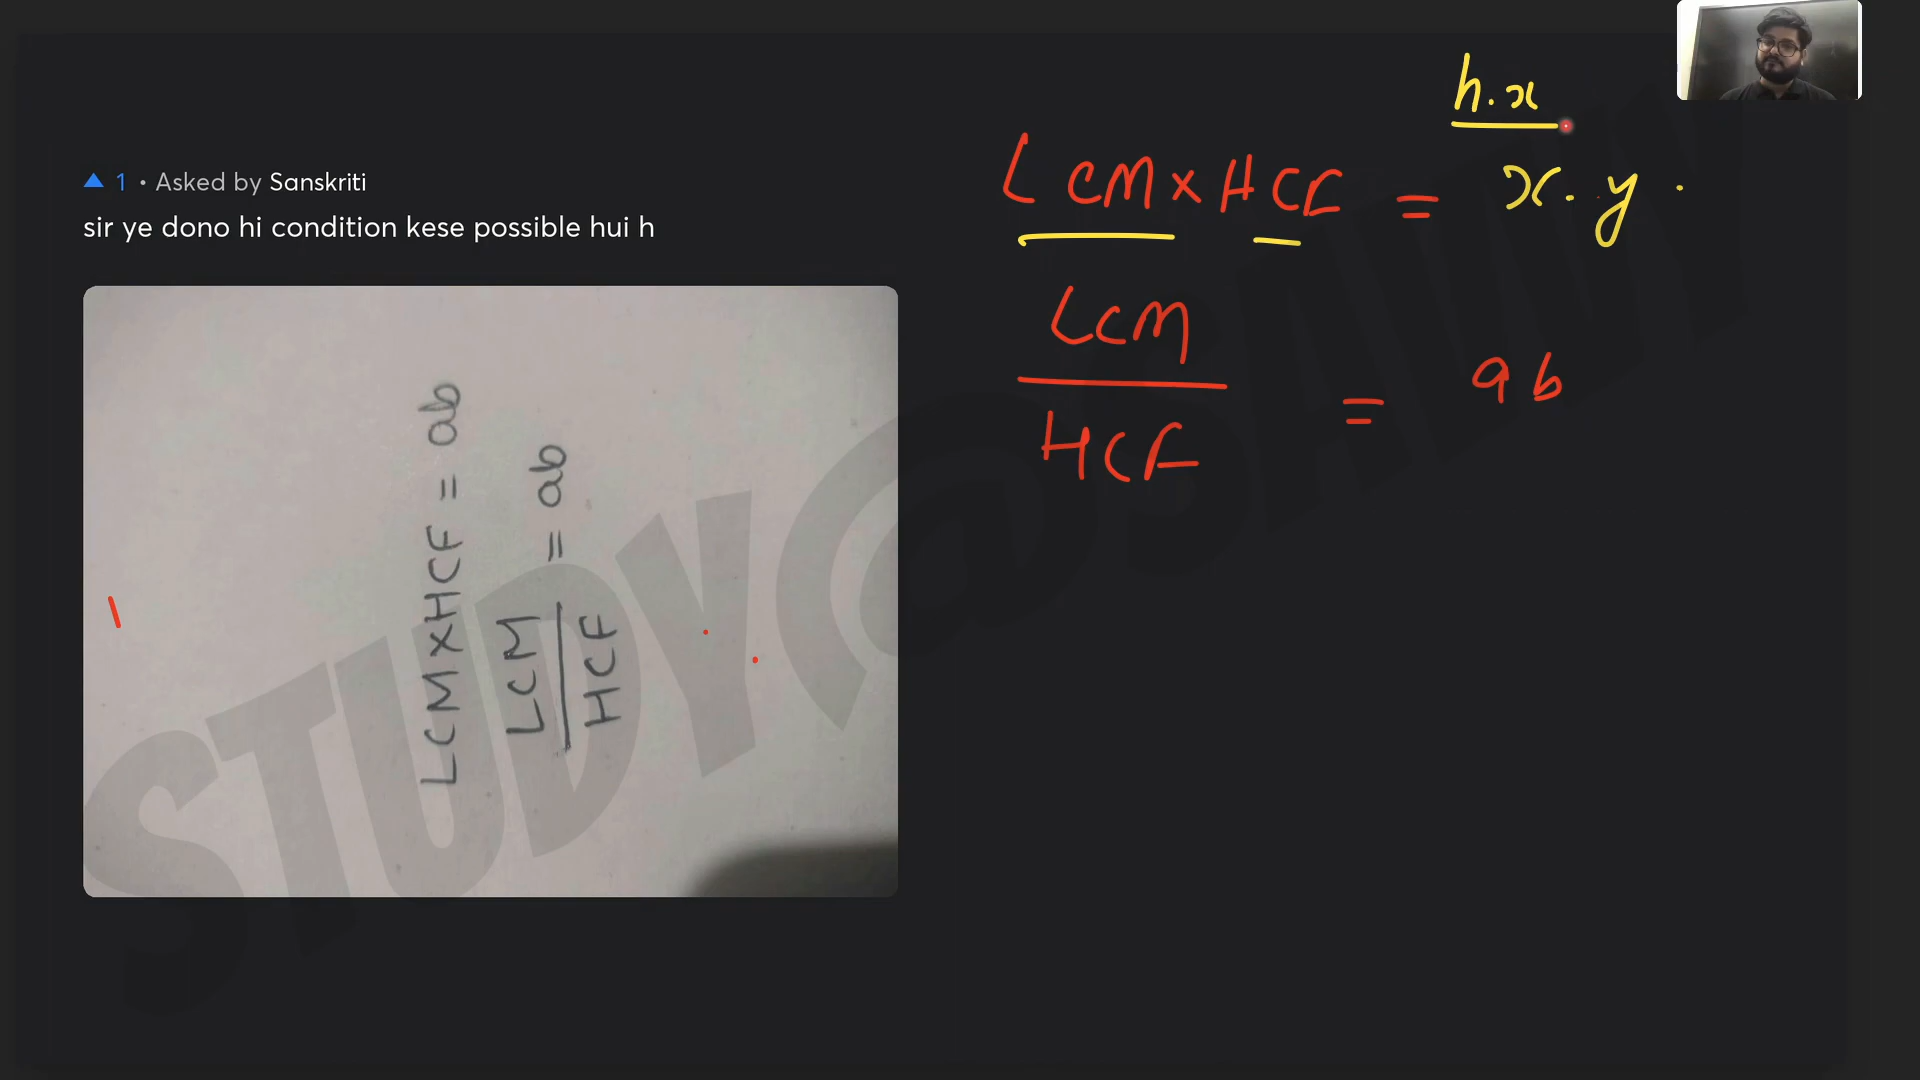 1 • Asked by Sanskriti
sir ye dono hi condition kese possible hui h
LCM×HCF = ab
LCM
HCF
= ab
STUDY@SAUDY
h.x
LCM×HCF = x.y
LCM
HCF
= ab